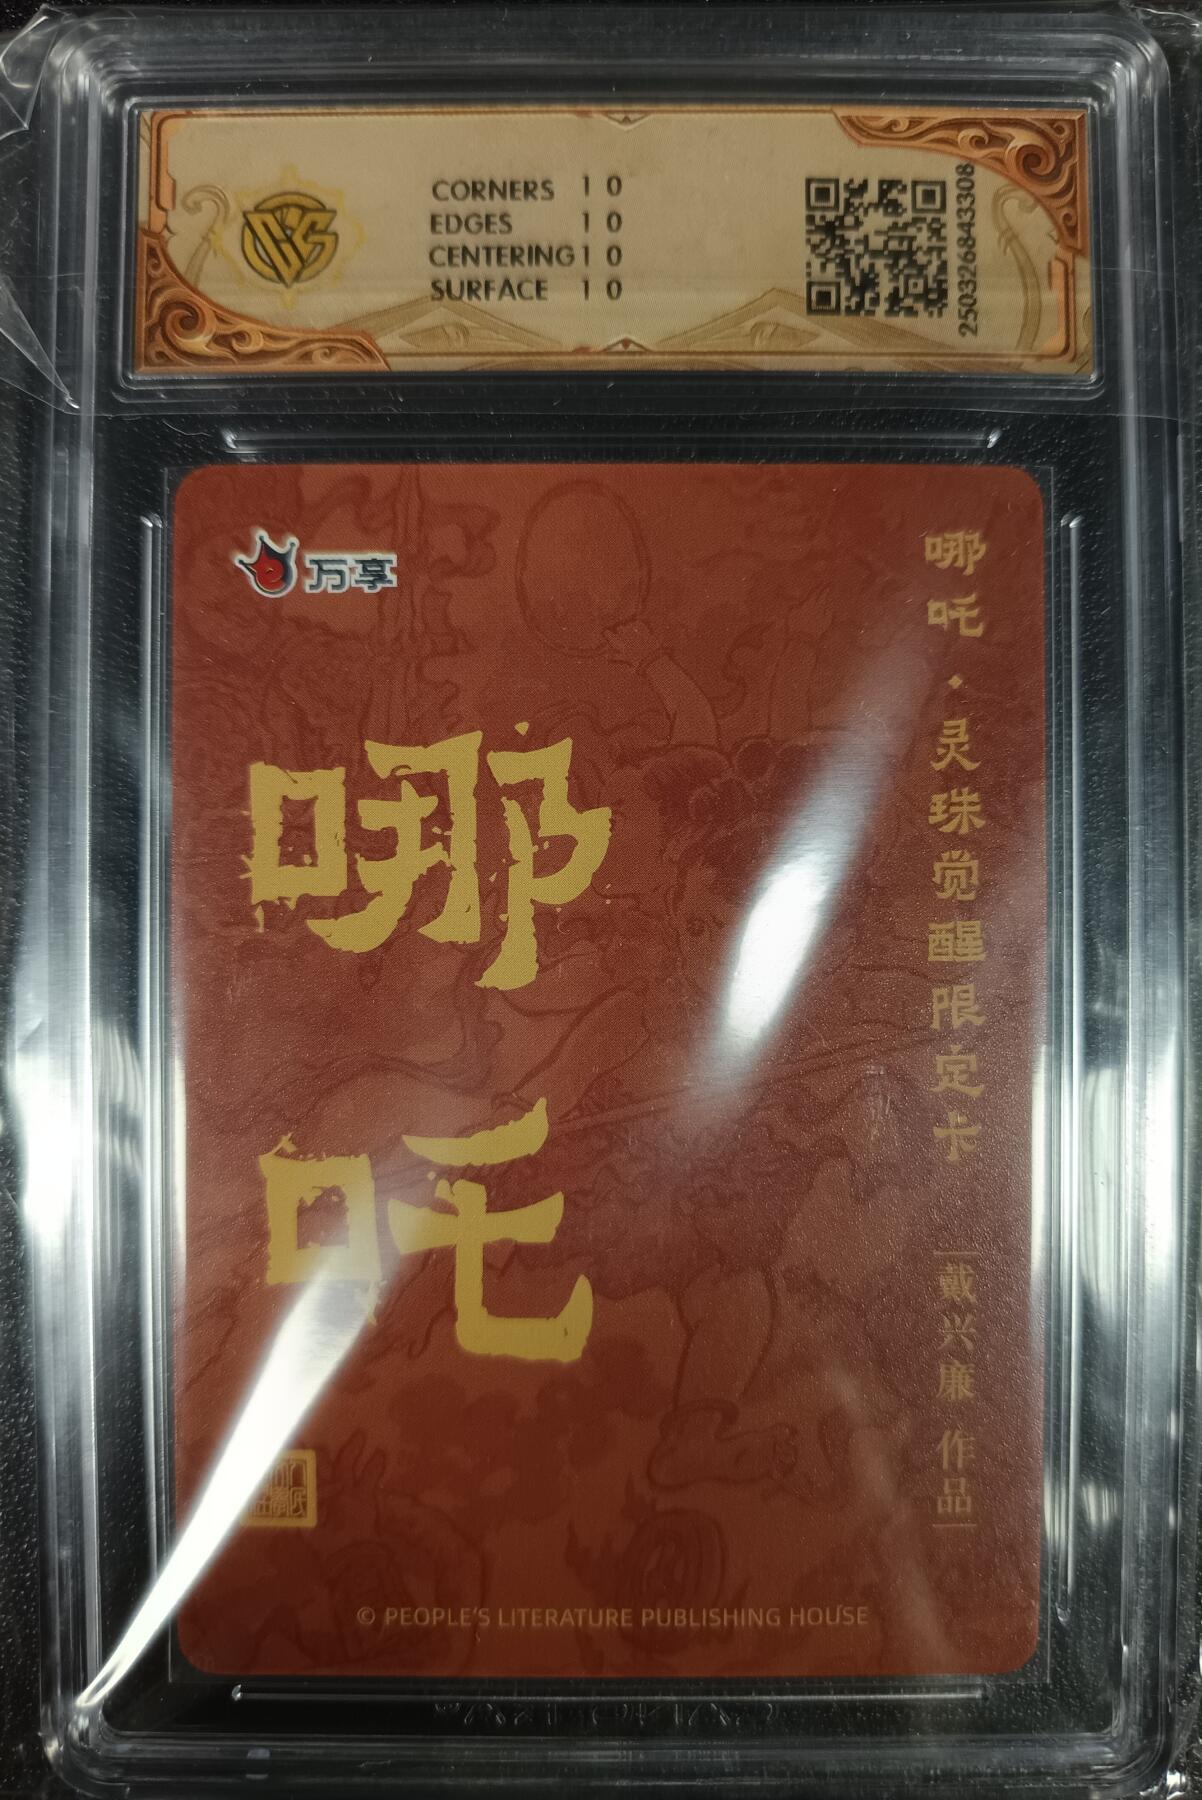 CORNERS 10
EDGES 10
CENTERING 10
SURFACE 10
2503268433308
万享
哪吒·灵珠觉醒限定卡
戴兴廉 作品
哪吒
© PEOPLE'S LITERATURE PUBLISHING HOUSE